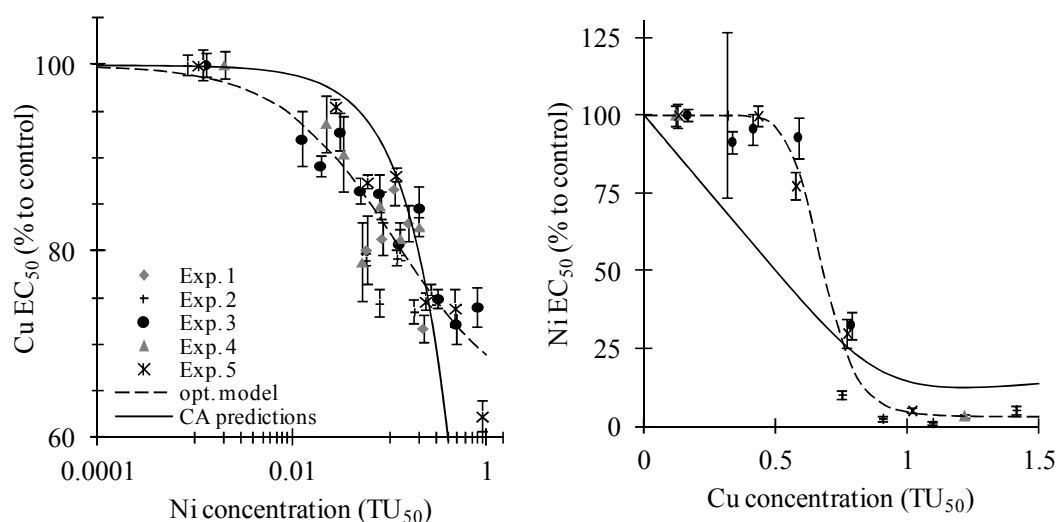 Cu EC50 (% to control)
100
80
60
Exp. 1
Exp. 2
Exp. 3
Exp. 4
Exp. 5
opt. model
CA predictions
0.0001
0.01
1
Ni concentration (TU50)
Ni EC50 (% to control)
125
100
75
50
25
0
0
0.5
1
1.5
Cu concentration (TU50)